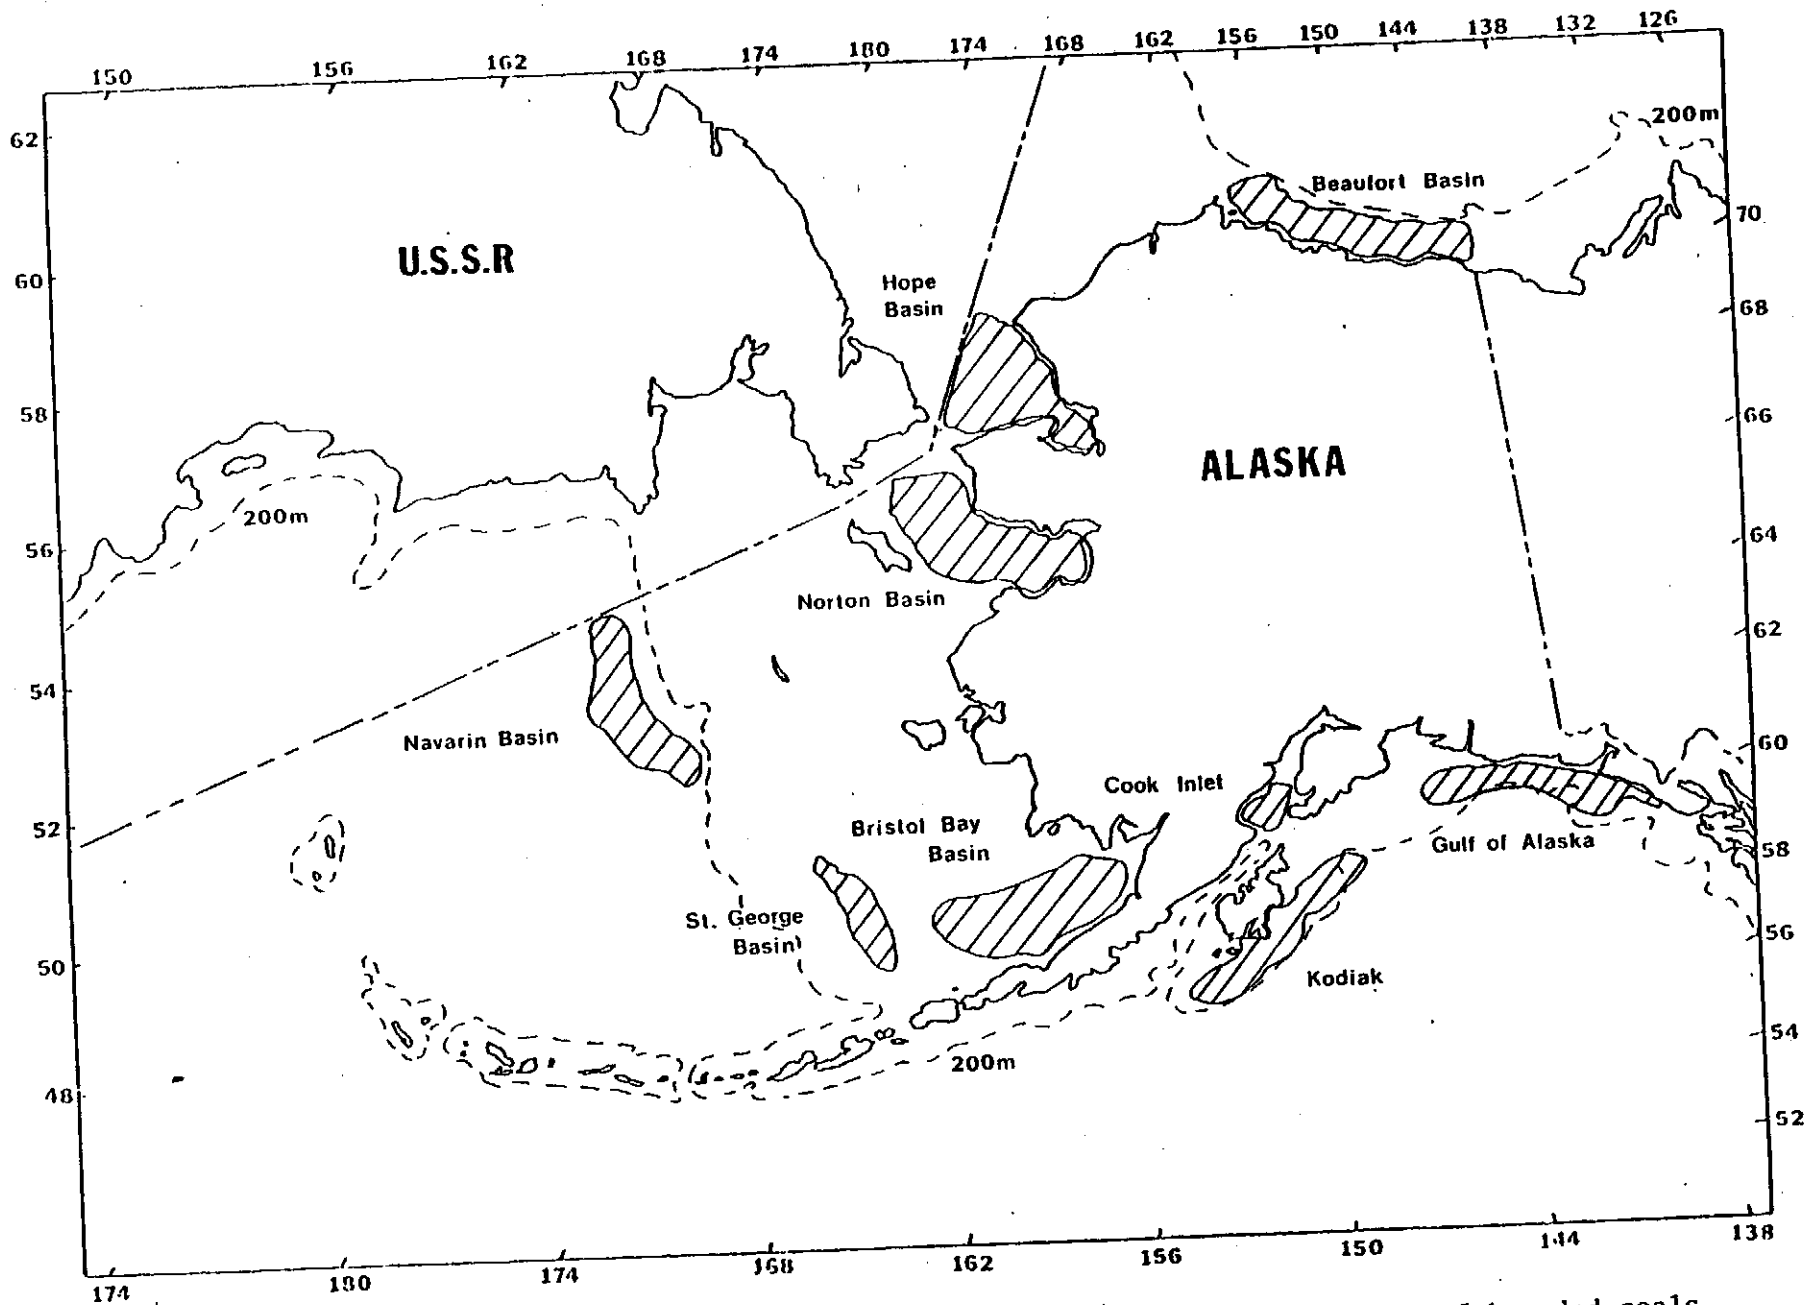 150 156 162 168 174 180 174 168 162 156 150 144 138 132 126
62
200m
Beaufort Basin
70
U.S.S.R
60
Hope
Basin
68
58
66
ALASKA
200m
56
64
Norton Basin
62
54
Navarin Basin
60
Cook Inlet
52
Bristol Bay
Basin
Gulf of Alaska
58
St. George
Basin
56
50
Kodiak
54
200m
48
52
174 180 174 168 162 156 150 144 138